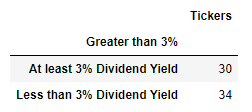 Tickers
Greater than 3%
At least 3% Dividend Yield 30
Less than 3% Dividend Yield 34